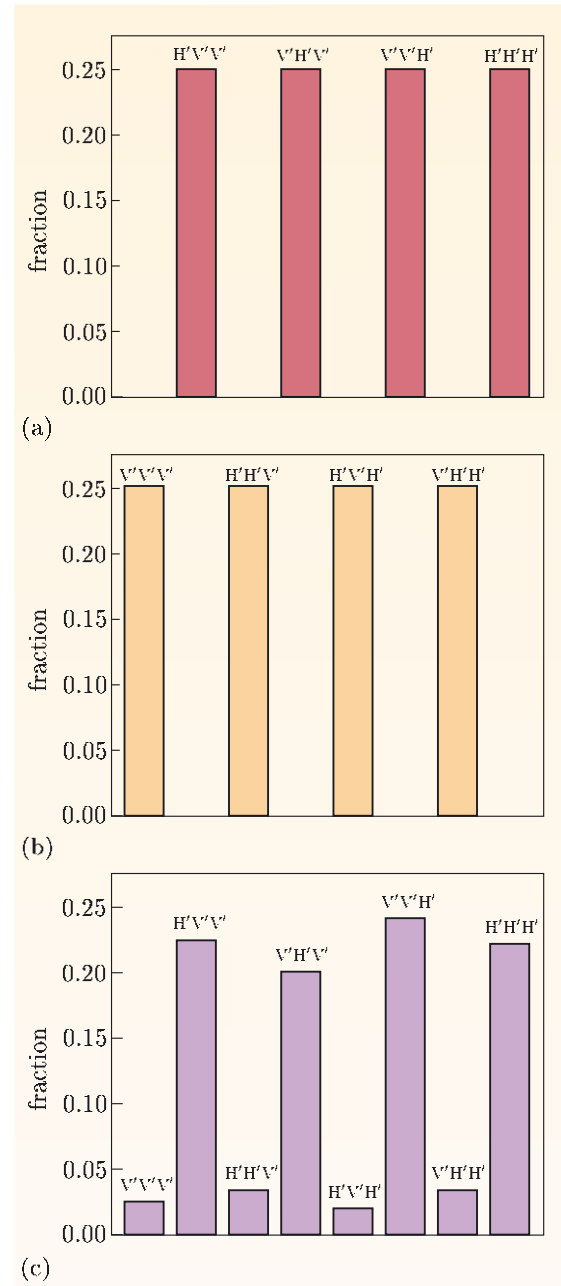 H′V′V′ V′H′V′ V′V′H′ H′H′H′
0.25
0.20
0.15
0.10
0.05
0.00
fraction
(a)
V′V′V′ H′H′V′ H′V′H′ V′H′H′
0.25
0.20
0.15
0.10
0.05
0.00
fraction
(b)
V′V′V′ H′V′V′ H′H′V′ V′H′V′ H′V′H′ V′V′H′ V′H′H′ H′H′H′
0.25
0.20
0.15
0.10
0.05
0.00
fraction
(c)